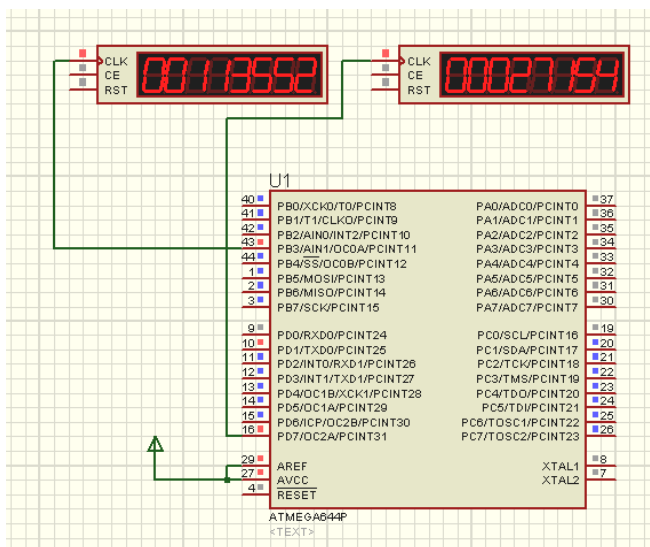 CLK
CE
RST
00113552
CLK
CE
RST
00027154
U1
40 PB0/XCK0/T0/PCINT8 PA0/ADC0/PCINT0 37
41 PB1/T1/CLKO/PCINT9 PA1/ADC1/PCINT1 36
42 PB2/AIN0/INT2/PCINT10 PA2/ADC2/PCINT2 35
43 PB3/AIN1/OC0A/PCINT11 PA3/ADC3/PCINT3 34
44 PB4/SS/OC0B/PCINT12 PA4/ADC4/PCINT4 33
1 PB5/MOSI/PCINT13 PA5/ADC5/PCINT5 32
2 PB6/MISO/PCINT14 PA6/ADC6/PCINT6 31
3 PB7/SCK/PCINT15 PA7/ADC7/PCINT7 30
9 PD0/RXD0/PCINT24 PC0/SCL/PCINT16 19
10 PD1/TXD0/PCINT25 PC1/SDA/PCINT17 20
11 PD2/INT0/RXD1/PCINT26 PC2/TCK/PCINT18 21
12 PD3/INT1/TXD1/PCINT27 PC3/TMS/PCINT19 22
13 PD4/OC1B/XCK1/PCINT28 PC4/TDO/PCINT20 23
14 PD5/OC1A/PCINT29 PC5/TDI/PCINT21 24
15 PD6/ICP/OC2B/PCINT30 PC6/TOSC1/PCINT22 25
16 PD7/OC2A/PCINT31 PC7/TOSC2/PCINT23 26
29 AREF XTAL1 8
27 AVCC XTAL2 7
4 RESET
ATMEGA644P
<TEXT>